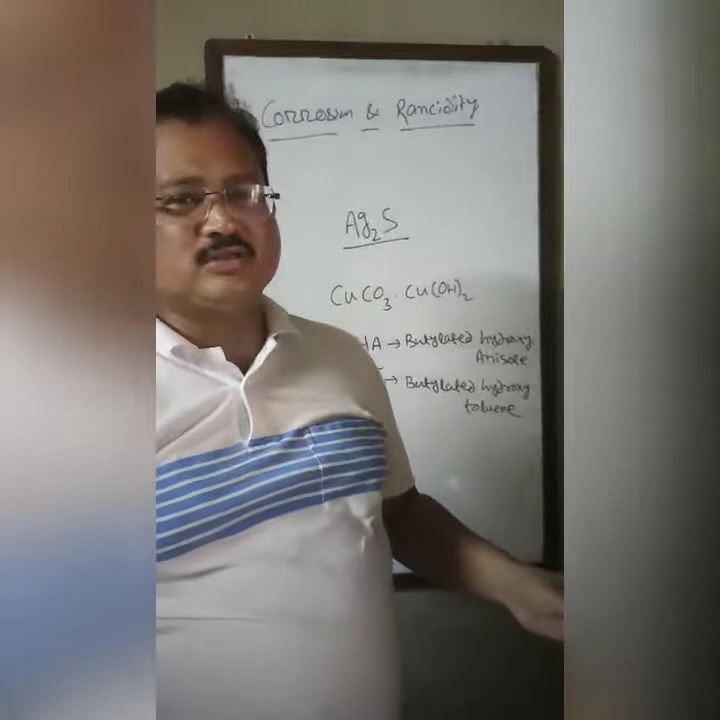 Corrosion & Rancidity
Ag2S
CuCO3 . Cu(OH)2
HA → Butylated hydroxy
Anisole
→ Butylated hydroxy
toluene